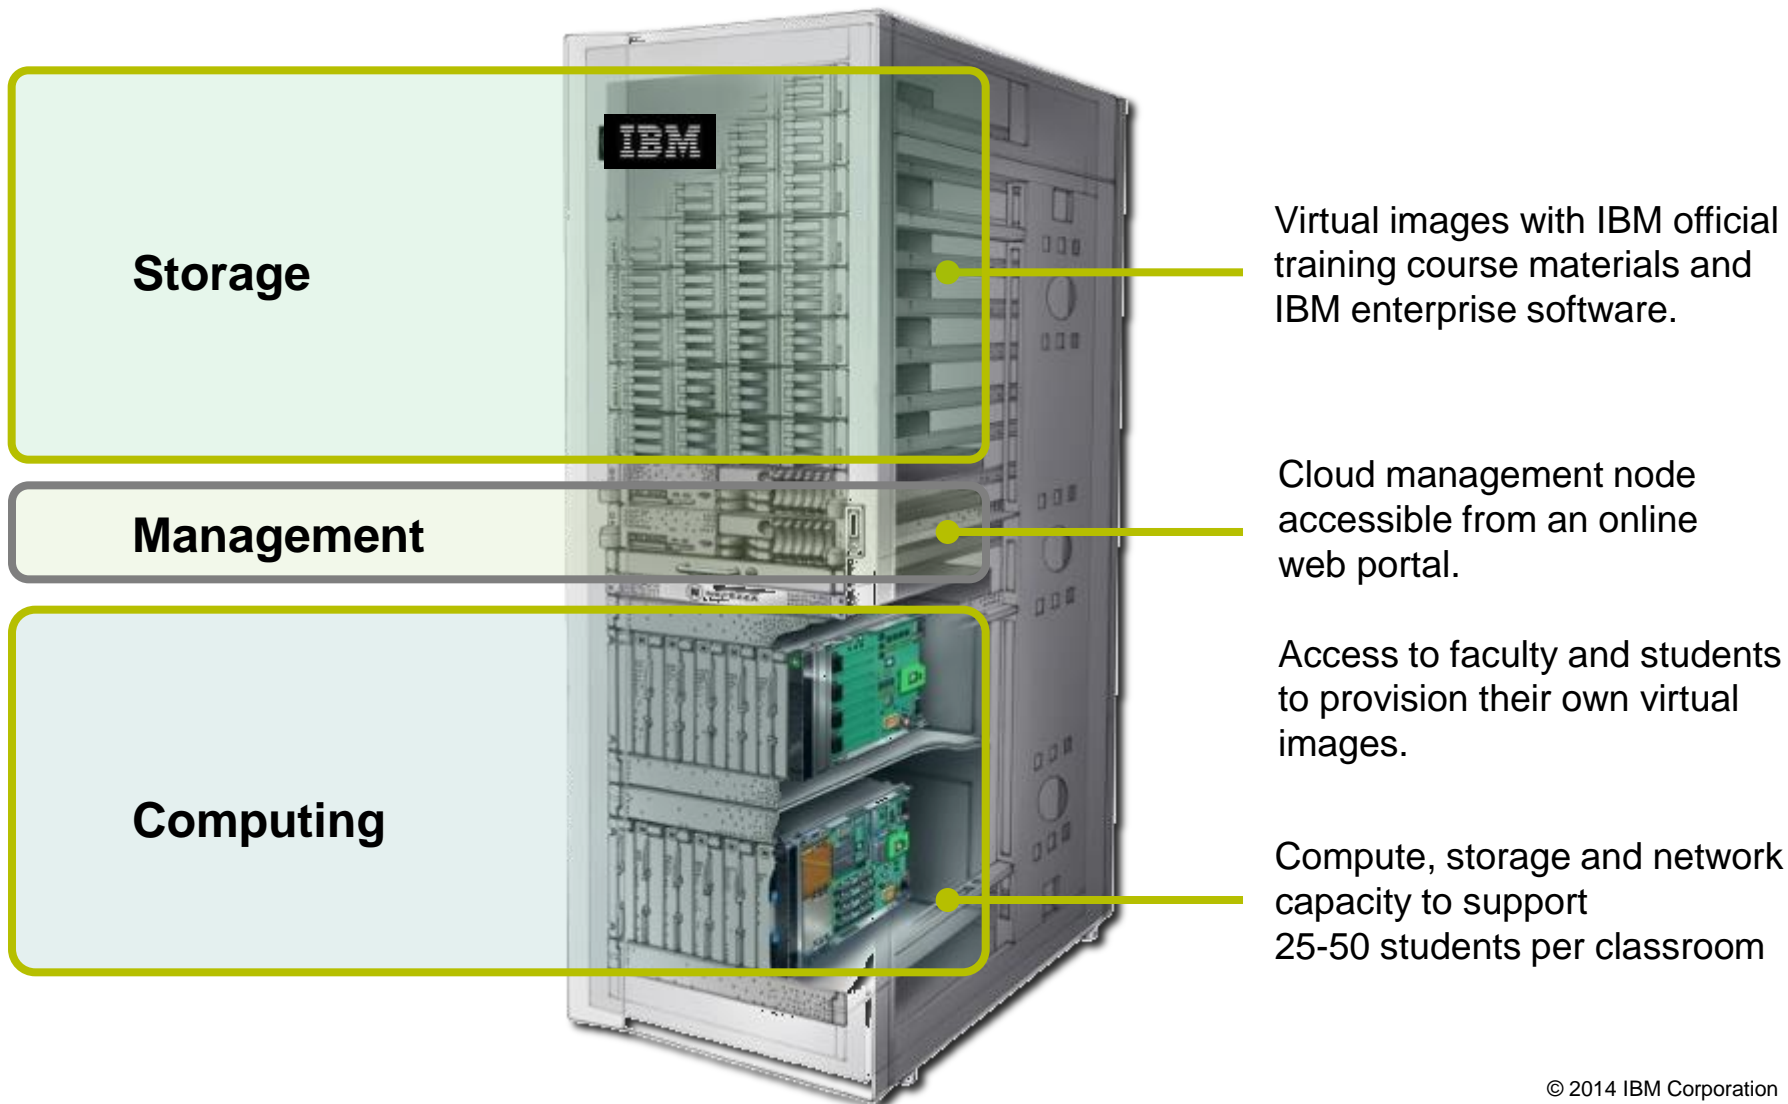 IBM
Storage
Virtual images with IBM official
training course materials and
IBM enterprise software.
Management
Cloud management node
accessible from an online
web portal.
Access to faculty and students
to provision their own virtual
images.
Computing
Compute, storage and network
capacity to support
25-50 students per classroom
© 2014 IBM Corporation